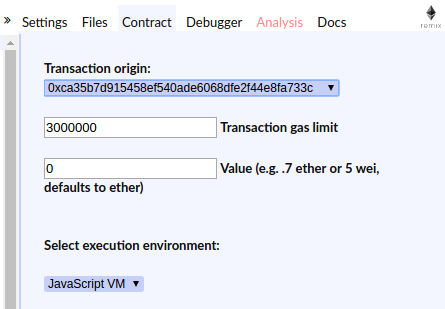 » Settings Files Contract Debugger Analysis Docs
remix
Transaction origin:
0xca35b7d915458ef540ade6068dfe2f44e8fa733c
3000000 Transaction gas limit
0 Value (e.g. .7 ether or 5 wei,
defaults to ether)
Select execution environment:
JavaScript VM